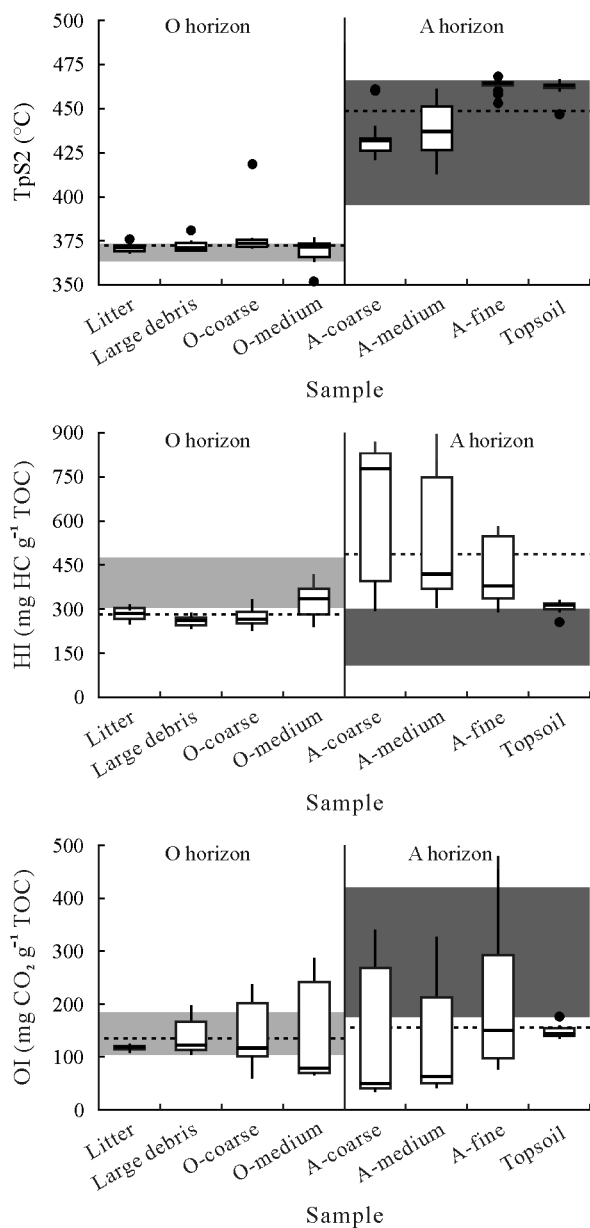 O horizon
A horizon
TpS2 (°C)
500
475
450
425
400
375
350
Litter
Large debris
O-coarse
O-medium
A-coarse
A-medium
A-fine
Topsoil
Sample
O horizon
A horizon
HI (mg HC g⁻¹ TOC)
900
750
600
450
300
150
0
Litter
Large debris
O-coarse
O-medium
A-coarse
A-medium
A-fine
Topsoil
Sample
O horizon
A horizon
OI (mg CO₂ g⁻¹ TOC)
500
400
300
200
100
0
Litter
Large debris
O-coarse
O-medium
A-coarse
A-medium
A-fine
Topsoil
Sample